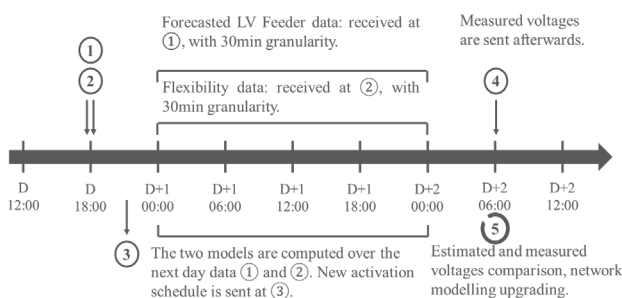 Forecasted LV Feeder data: received at
①, with 30min granularity.
Measured voltages
are sent afterwards.
①
②
Flexibility data: received at ②, with
30min granularity.
④
D
12:00
D
18:00
D+1
00:00
D+1
06:00
D+1
12:00
D+1
18:00
D+2
00:00
D+2
06:00
D+2
12:00
③
The two models are computed over the
next day data ① and ②. New activation
schedule is sent at ③.
⑤
Estimated and measured
voltages comparison, network
modelling upgrading.